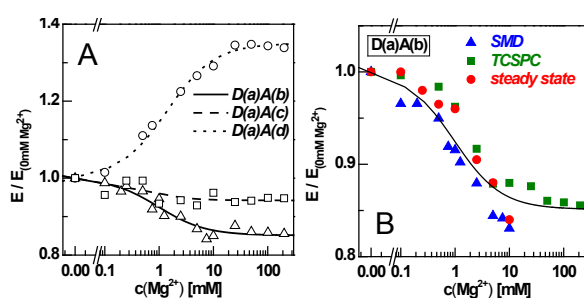 A
1.4
1.2
1.0
0.8
E / E(0mM Mg²⁺)
D(a)A(b)
D(a)A(c)
D(a)A(d)
0.00 0.1 1 10 100
c(Mg²⁺) [mM]
D(a)A(b)
SMD
TCSPC
steady state
1.0
0.9
0.8
E / E(0mM Mg²⁺)
B
0.00 0.1 1 10 100
c(Mg²⁺) [mM]